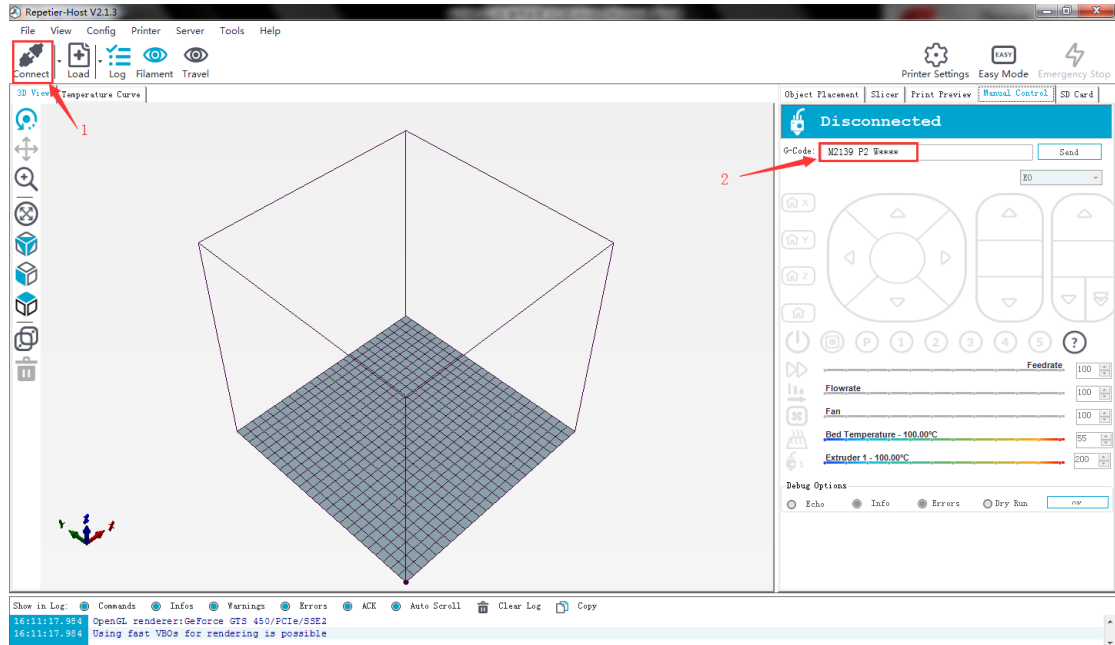 Repetier-Host V2.1.3
File View Config Printer Server Tools Help
Connect Load Log Filament Travel
EASY
Printer Settings Easy Mode Emergency Stop
3D View Temperature Curve
Object Placement Slicer Print Preview Manual Control SD Card
1
Disconnected
G-Code: M2139 P2 W**** Send
2
E0
X
Y
Z
P 1 2 3 4 5 ?
Feedrate 100
Flowrate 100
Fan 100
Bed Temperature - 100.00°C 55
1 Extruder 1 - 100.00°C 200
Debug Options
Echo Info Errors Dry Run
Y Z X
Show in Log: Commands Infos Warnings Errors ACK Auto Scroll Clear Log Copy
16:11:17.984 OpenGL renderer:GeForce GTS 450/PCIe/SSE2
16:11:17.984 Using fast VBOs for rendering is possible